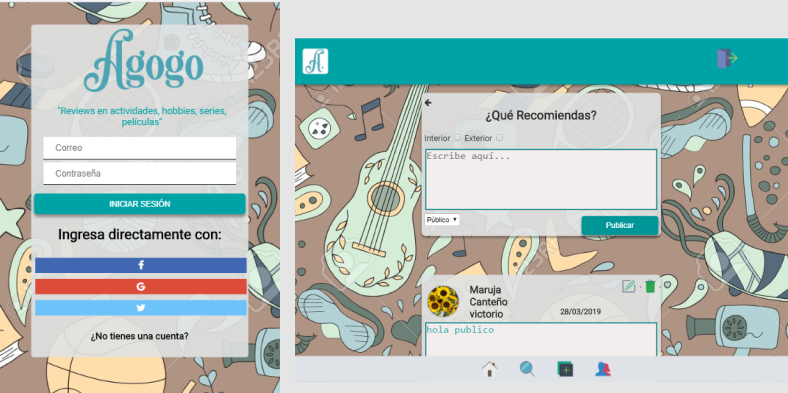 Agogo
"Reviews en actividades, hobbies, series,
películas"
Correo
Contraseña
INICIAR SESIÓN
Ingresa directamente con:
f
G
¿No tienes una cuenta?
A.
¿Qué Recomiendas?
Interior Exterior
Escribe aquí...
Público
Publicar
Maruja
Canteño
victorio
28/03/2019
hola publico